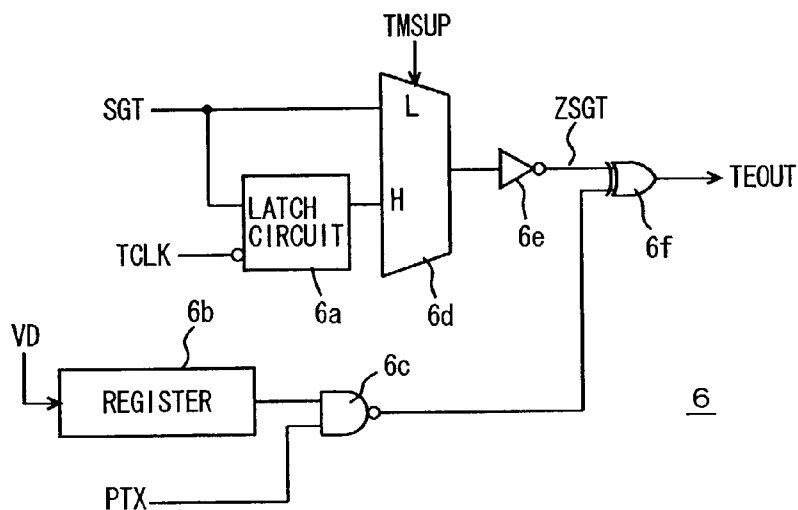 TMSUP
SGT
L
ZSGT
H
LATCH
CIRCUIT
TEOUT
6e
6f
TCLK
6a
6d
6b
VD
6c
REGISTER
6
PTX